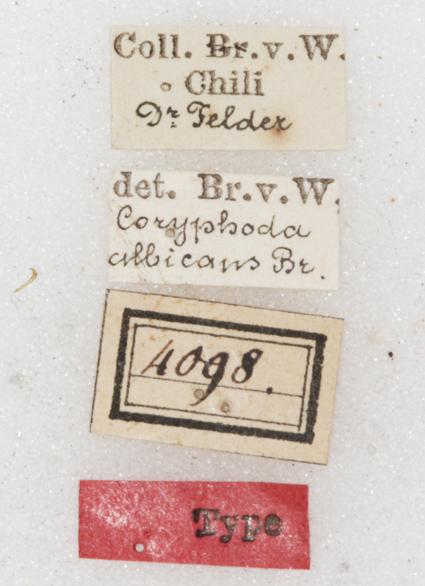 Coll. Br.v.W.
Chili
Dr Felder
det. Br.v.W.
Coryphoda
albicans Br.
4098.
Type